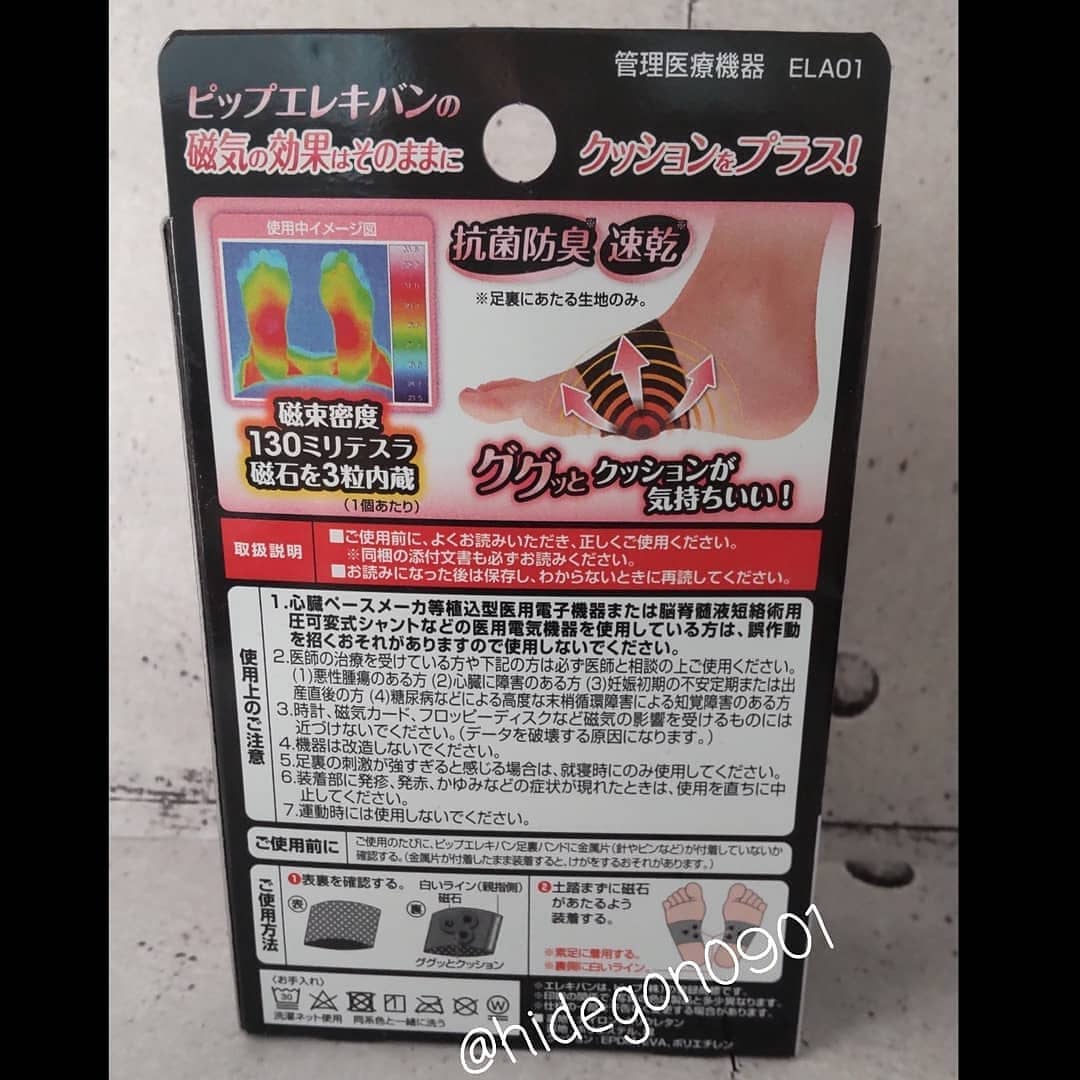 管理医療機器 ELA01
ピップエレキバンの
磁気の効果はそのままに クッションをプラス!
使用中イメージ図
抗菌防臭※ 速乾※
※足裏にあたる生地のみ。
磁束密度
130ミリテスラ
磁石を3粒内蔵
(1個あたり)
ググッとクッションが
気持ちいい!
取扱説明
■ご使用前に、よくお読みいただき、正しくご使用ください。
※同梱の添付文書も必ずお読みください。
■お読みになった後は保存し、わからないときに再読してください。
使用上のご注意
1.心臓ペースメーカ等植込型医用電子機器または脳脊髄液短絡術用
圧可変式シャントなどの医用電気機器を使用している方は、誤作動
を招くおそれがありますので使用しないでください。
2.医師の治療を受けている方や下記の方は必ず医師と相談の上ご使用ください。
(1)悪性腫瘍のある方 (2)心臓に障害のある方 (3)妊娠初期の不安定期または出
産直後の方 (4)糖尿病などによる高度な末梢循環障害による知覚障害のある方
3.時計、磁気カード、フロッピーディスクなど磁気の影響を受けるものには
近づけないでください。(データを破壊する原因になります。)
4.機器は改造しないでください。
5.足裏の刺激が強すぎると感じる場合は、就寝時にのみ使用してください。
6.装着部に発疹、発赤、かゆみなどの症状が現れたときは、使用を直ちに中
止してください。
7.運動時には使用しないでください。
ご使用前に
ご使用のたびに、ピップエレキバン足裏バンドに金属片(針やピンなど)が付着していないか
確認する。(金属片が付着したまま装着すると、けがをするおそれがあります。)
ご使用方法
1表裏を確認する。
表
裏
白いライン(親指側)
磁石
ググッとクッション
2土踏まずに磁石
があたるよう
装着する。
※素足に着用する。
※裏側に白いライン
〈お手入れ〉
30
W
洗濯ネット使用 同系色と一緒に洗う
※エレキバンは、
多少異なります。
する場合があります。
レタン
EVA、ポリエチレン
@hidegon0901